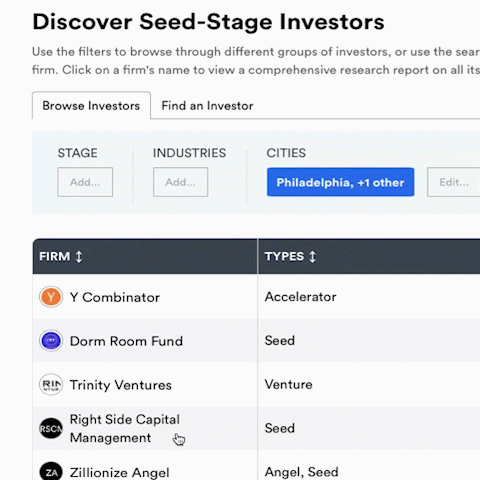 Discover Seed-Stage Investors
Use the filters to browse through different groups of investors, or use the sear
firm. Click on a firm's name to view a comprehensive research report on all its
Browse Investors Find an Investor
STAGE INDUSTRIES CITIES
Add... Add... Philadelphia, +1 other Edit...
FIRM TYPES
Y Y Combinator Accelerator
Dorm Room Fund Seed
TRIN Trinity Ventures Venture
Right Side Capital
RSCM Management Seed
ZA Zillionize Angel Angel, Seed